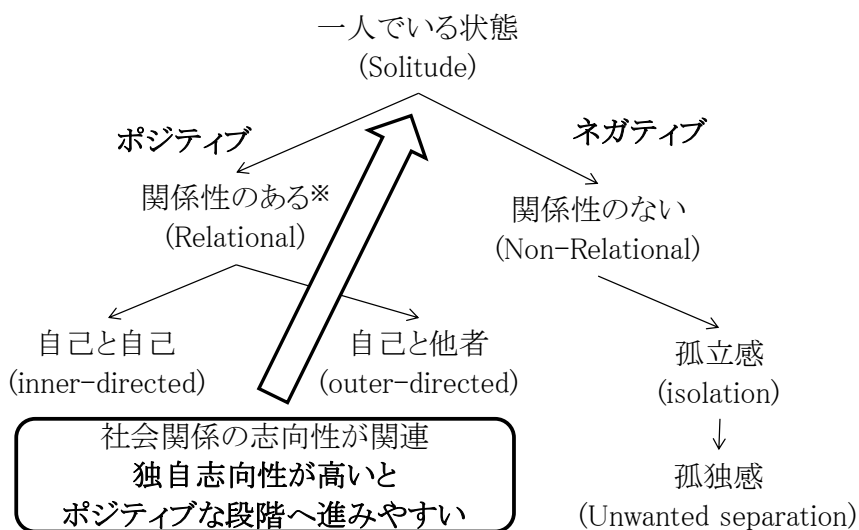 一人でいる状態
(Solitude)
ポジティブ
ネガティブ
関係性のある※
(Relational)
関係性のない
(Non-Relational)
自己と自己
(inner-directed)
自己と他者
(outer-directed)
孤立感
(isolation)
社会関係の志向性が関連
独自志向性が高いと
ポジティブな段階へ進みやすい
孤独感
(Unwanted separation)